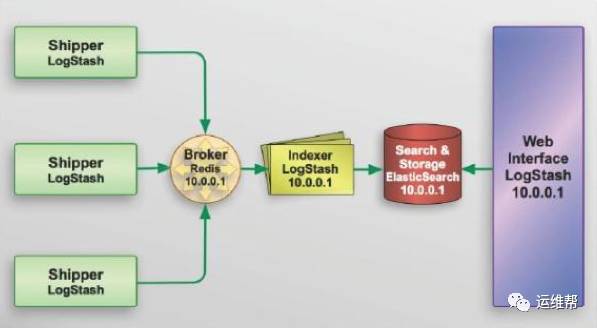 Shipper
LogStash
Shipper
LogStash
Shipper
LogStash
Broker
Redis
10.0.0.1
Indexer
LogStash
10.0.0.1
Search &
Storage
ElasticSearch
10.0.0.1
Web
Interface
LogStash
10.0.0.1
运维帮